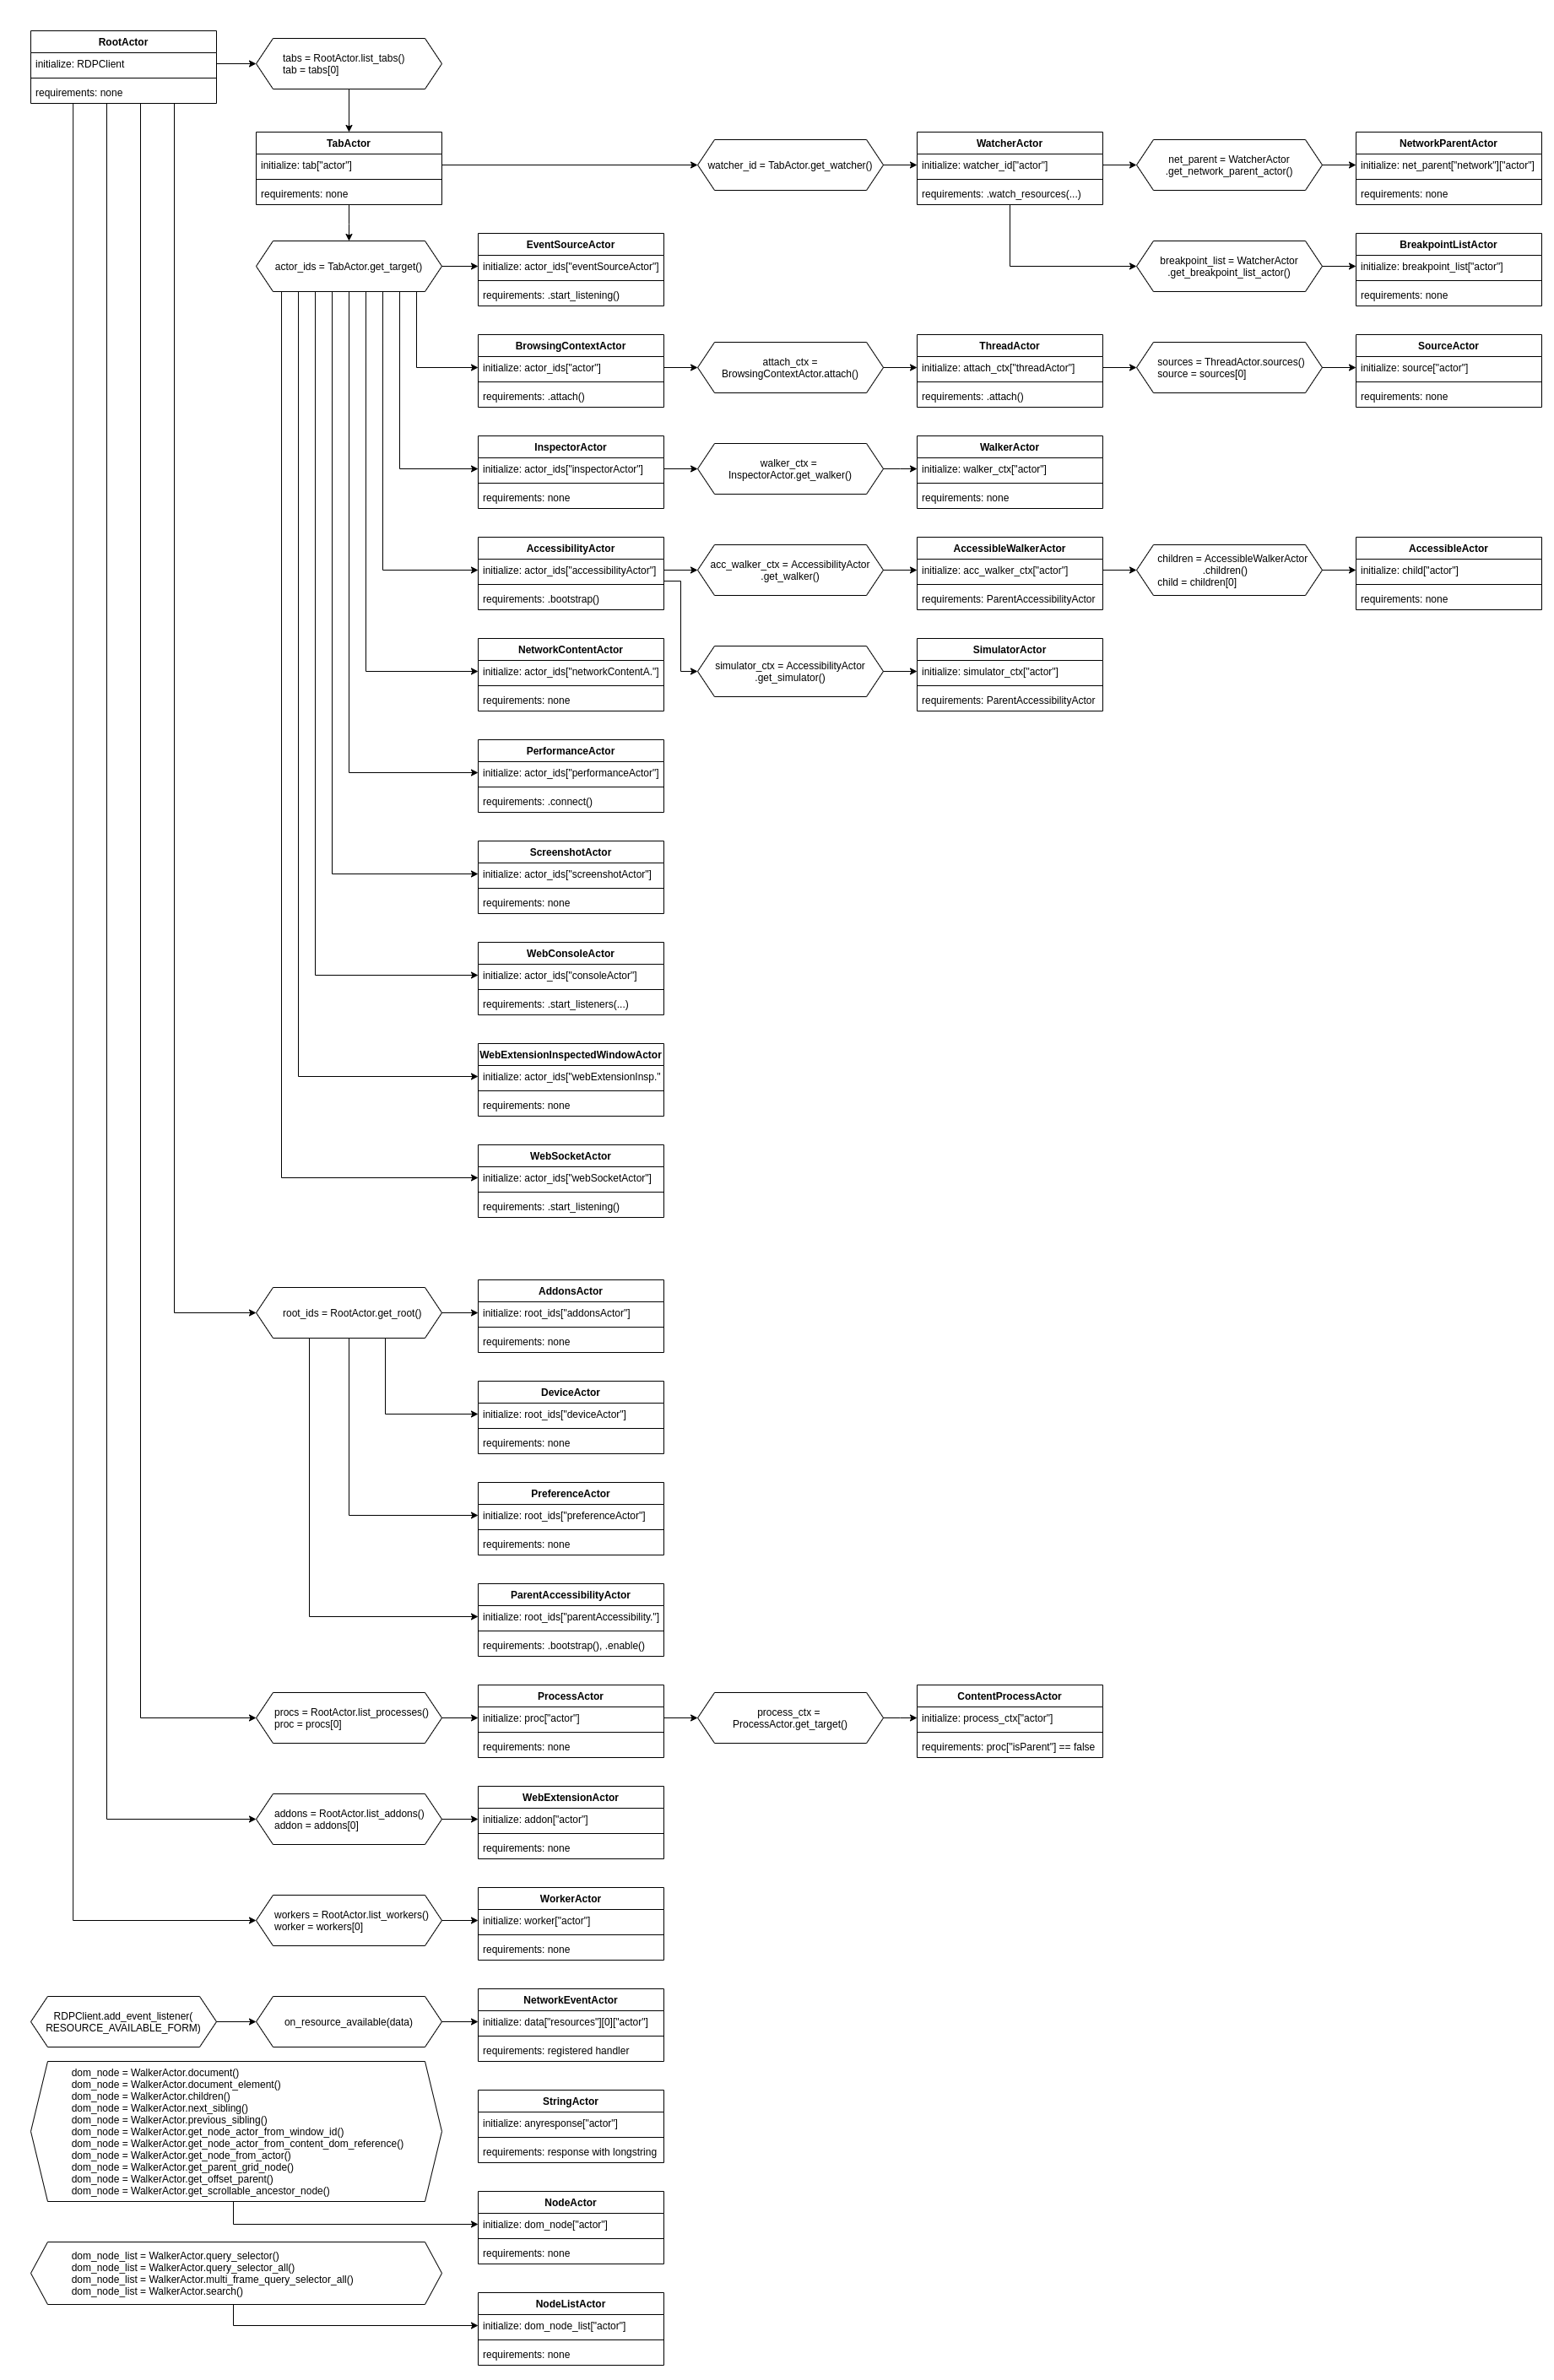 RootActor
initialize: RDPClient
requirements: none
tabs = RootActor.list_tabs()
tab = tabs[0]
TabActor
initialize: tab["actor"]
requirements: none
watcher_id = TabActor.get_watcher()
WatcherActor
initialize: watcher_id["actor"]
requirements: .watch_resources(...)
net_parent = WatcherActor
.get_network_parent_actor()
NetworkParentActor
initialize: net_parent["network"]["actor"]
requirements: none
actor_ids = TabActor.get_target()
EventSourceActor
initialize: actor_ids["eventSourceActor"]
requirements: .start_listening()
breakpoint_list = WatcherActor
.get_breakpoint_list_actor()
BreakpointListActor
initialize: breakpoint_list["actor"]
requirements: none
BrowsingContextActor
initialize: actor_ids["actor"]
requirements: .attach()
attach_ctx =
BrowsingContextActor.attach()
ThreadActor
initialize: attach_ctx["threadActor"]
requirements: .attach()
sources = ThreadActor.sources()
source = sources[0]
SourceActor
initialize: source["actor"]
requirements: none
InspectorActor
initialize: actor_ids["inspectorActor"]
requirements: none
walker_ctx =
InspectorActor.get_walker()
WalkerActor
initialize: walker_ctx["actor"]
requirements: none
AccessibilityActor
initialize: actor_ids["accessibilityActor"]
requirements: .bootstrap()
acc_walker_ctx = AccessibilityActor
.get_walker()
AccessibleWalkerActor
initialize: acc_walker_ctx["actor"]
requirements: ParentAccessibilityActor
children = AccessibleWalkerActor
.children()
child = children[0]
AccessibleActor
initialize: child["actor"]
requirements: none
NetworkContentActor
initialize: actor_ids["networkContentA."]
requirements: none
simulator_ctx = AccessibilityActor
.get_simulator()
SimulatorActor
initialize: simulator_ctx["actor"]
requirements: ParentAccessibilityActor
PerformanceActor
initialize: actor_ids["performanceActor"]
requirements: .connect()
ScreenshotActor
initialize: actor_ids["screenshotActor"]
requirements: none
WebConsoleActor
initialize: actor_ids["consoleActor"]
requirements: .start_listeners(...)
WebExtensionInspectedWindowActor
initialize: actor_ids["webExtensionInsp."
requirements: none
WebSocketActor
initialize: actor_ids["webSocketActor"]
requirements: .start_listening()
root_ids = RootActor.get_root()
AddonsActor
initialize: root_ids["addonsActor"]
requirements: none
DeviceActor
initialize: root_ids["deviceActor"]
requirements: none
PreferenceActor
initialize: root_ids["preferenceActor"]
requirements: none
ParentAccessibilityActor
initialize: root_ids["parentAccessibility."]
requirements: .bootstrap(), .enable()
procs = RootActor.list_processes()
proc = procs[0]
ProcessActor
initialize: proc["actor"]
requirements: none
process_ctx =
ProcessActor.get_target()
ContentProcessActor
initialize: process_ctx["actor"]
requirements: proc["isParent"] == false
addons = RootActor.list_addons()
addon = addons[0]
WebExtensionActor
initialize: addon["actor"]
requirements: none
workers = RootActor.list_workers()
worker = workers[0]
WorkerActor
initialize: worker["actor"]
requirements: none
RDPClient.add_event_listener(
RESOURCE_AVAILABLE_FORM)
on_resource_available(data)
NetworkEventActor
initialize: data["resources"][0]["actor"]
requirements: registered handler
dom_node = WalkerActor.document()
dom_node = WalkerActor.document_element()
dom_node = WalkerActor.children()
dom_node = WalkerActor.next_sibling()
dom_node = WalkerActor.previous_sibling()
dom_node = WalkerActor.get_node_actor_from_window_id()
dom_node = WalkerActor.get_node_actor_from_content_dom_reference()
dom_node = WalkerActor.get_node_from_actor()
dom_node = WalkerActor.get_parent_grid_node()
dom_node = WalkerActor.get_offset_parent()
dom_node = WalkerActor.get_scrollable_ancestor_node()
StringActor
initialize: anyresponse["actor"]
requirements: response with longstring
NodeActor
initialize: dom_node["actor"]
requirements: none
dom_node_list = WalkerActor.query_selector()
dom_node_list = WalkerActor.query_selector_all()
dom_node_list = WalkerActor.multi_frame_query_selector_all()
dom_node_list = WalkerActor.search()
NodeListActor
initialize: dom_node_list["actor"]
requirements: none